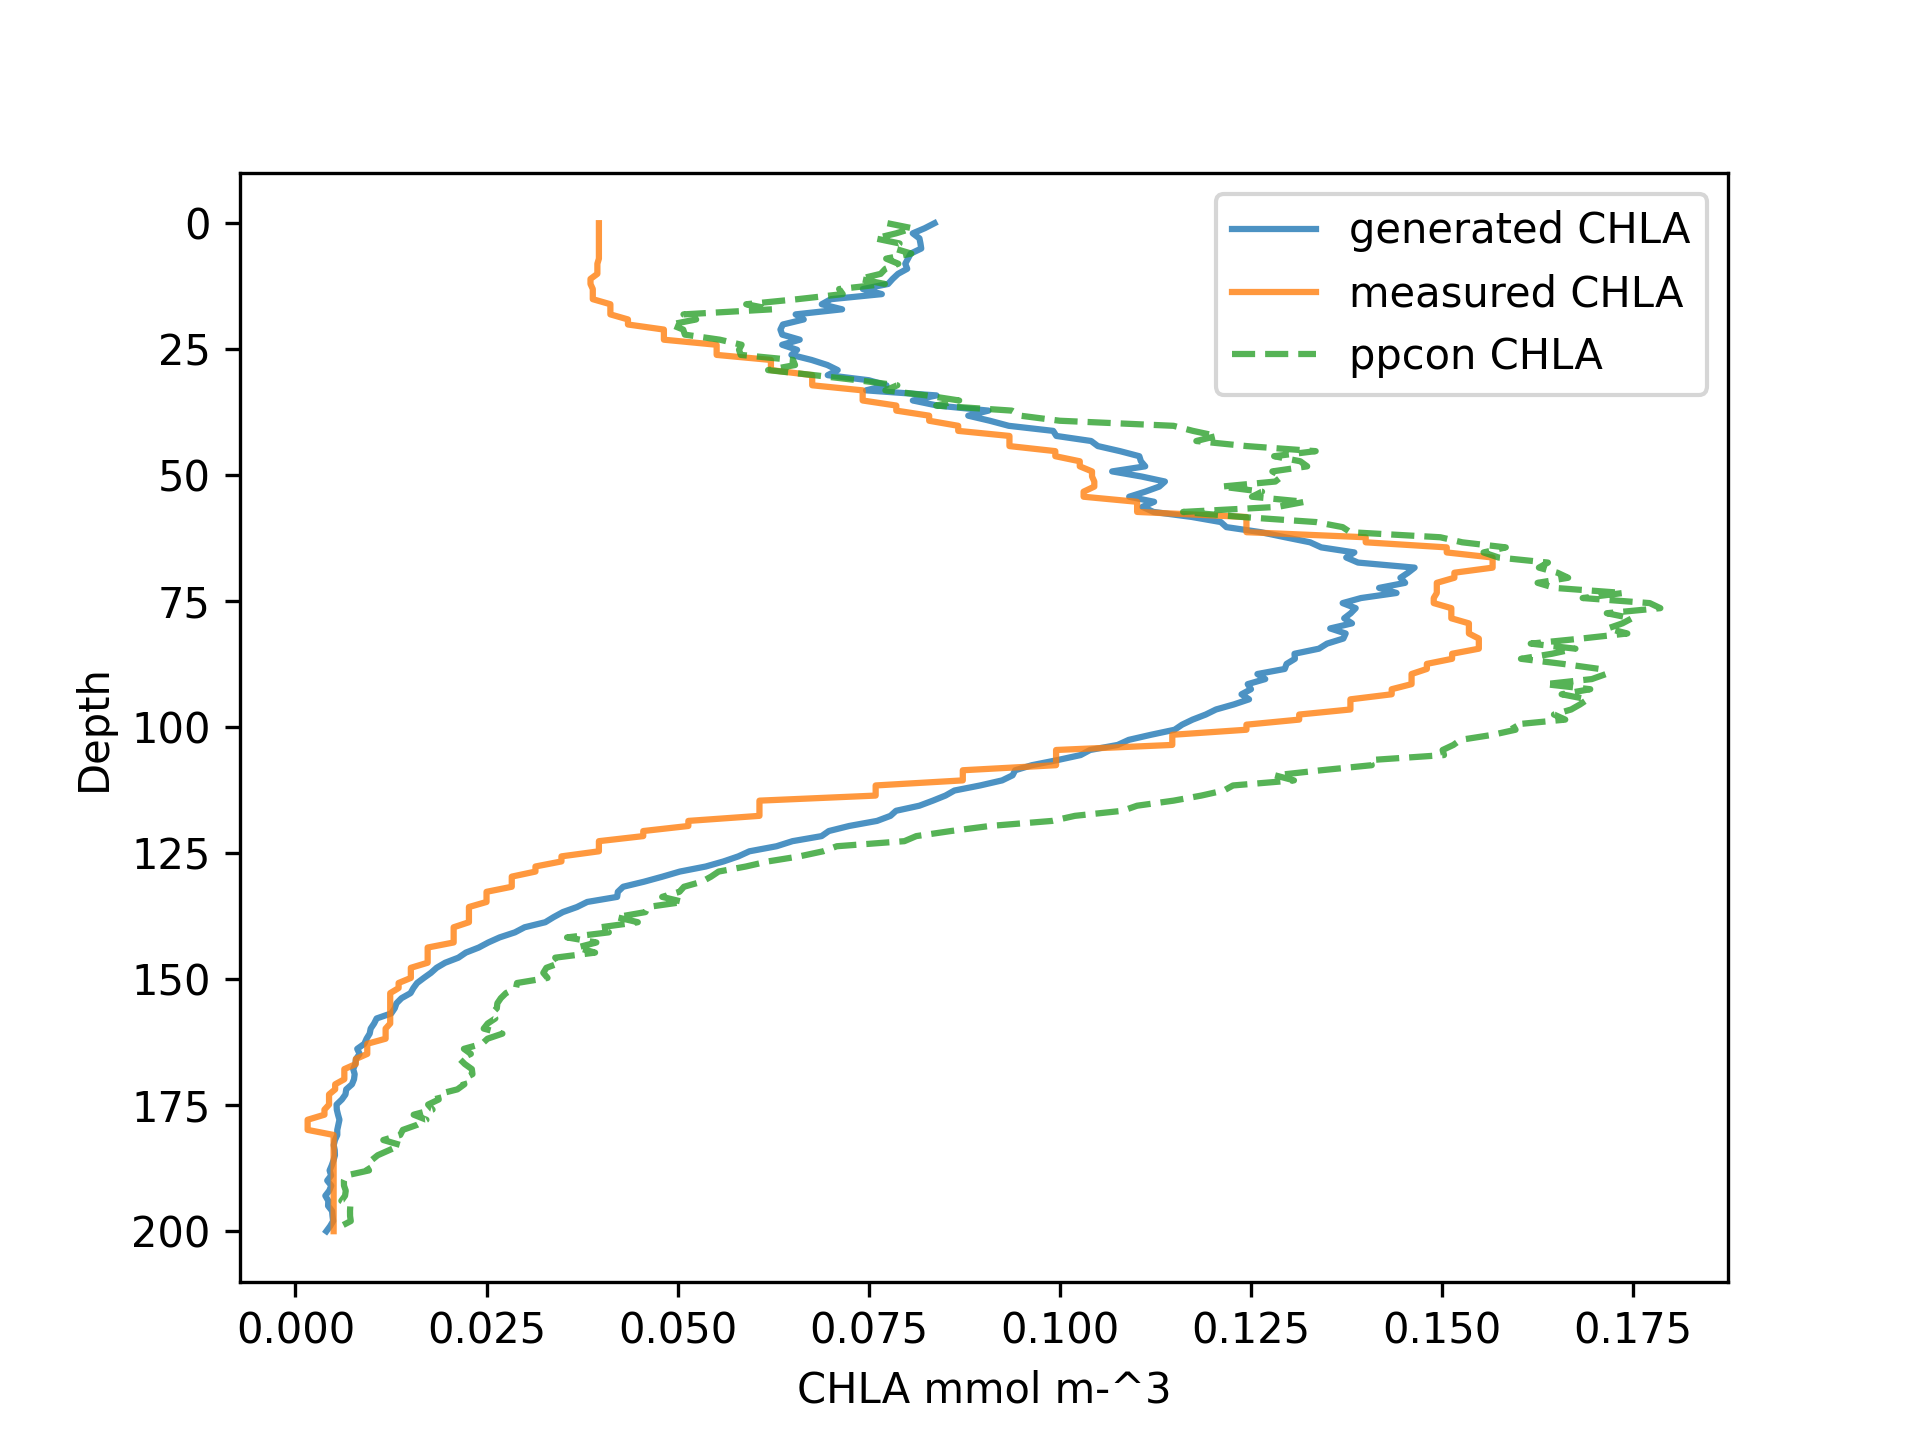 generated CHLA
measured CHLA
ppcon CHLA
0
25
50
75
100
125
150
175
200
Depth
0.000 0.025 0.050 0.075 0.100 0.125 0.150 0.175
CHLA mmol m-^3